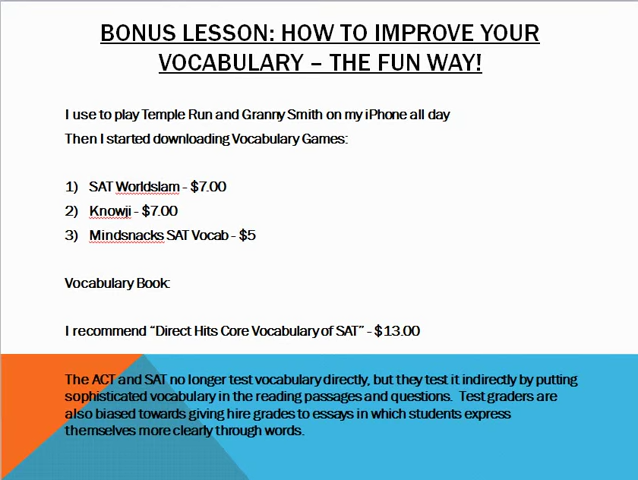 BONUS LESSON: HOW TO IMPROVE YOUR
VOCABULARY – THE FUN WAY!
I use to play Temple Run and Granny Smith on my iPhone all day
Then I started downloading Vocabulary Games:
1) SAT Worldslam - $7.00
2) Knowji - $7.00
3) Mindsnacks SAT Vocab - $5
Vocabulary Book:
I recommend “Direct Hits Core Vocabulary of SAT” - $13.00
The ACT and SAT no longer test vocabulary directly, but they test it indirectly by putting
sophisticated vocabulary in the reading passages and questions. Test graders are
also biased towards giving hire grades to essays in which students express
themselves more clearly through words.